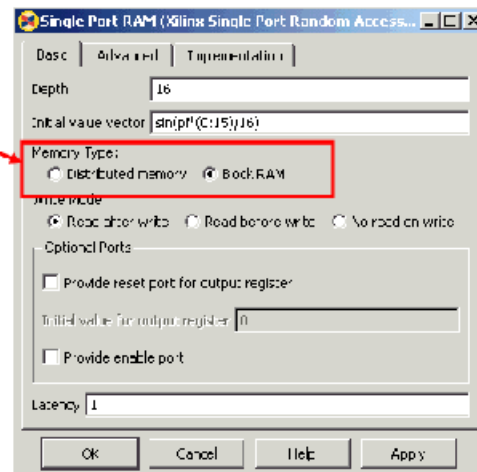 Single Port RAM (Xilinx Single Port Random Access...
Basic Advanced Implementation
Depth 16
Initial value vector sin(pi*(0:15)/16)
Memory Type:
Distributed memory Block RAM
Write Mode
Read after write Read before write No read on write
Optional Ports
Provide reset port for output register
Initial value for output register 0
Provide enable port
Latency 1
OK Cancel Help Apply